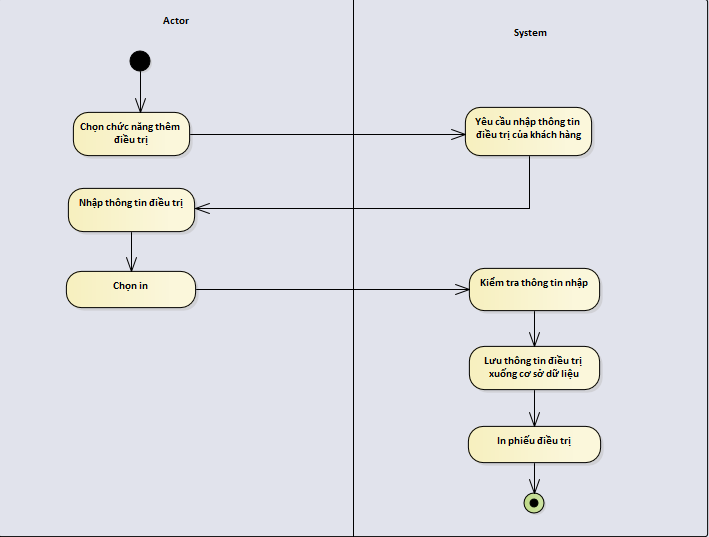 Actor
System
Chọn chức năng thêm
điều trị
Yêu cầu nhập thông tin
điều trị của khách hàng
Nhập thông tin điều trị
Chọn in
Kiểm tra thông tin nhập
Lưu thông tin điều trị
xuống cơ sở dữ liệu
In phiếu điều trị